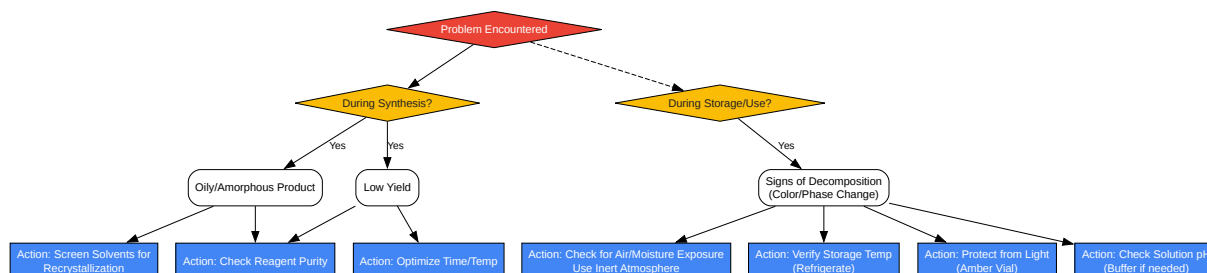 Problem Encountered
During Synthesis?
During Storage/Use?
Yes
Yes
Yes
Oily/Amorphous Product
Low Yield
Signs of Decomposition
(Color/Phase Change)
Action: Screen Solvents for
Recrystallization
Action: Check Reagent Purity
Action: Optimize Time/Temp
Action: Check for Air/Moisture Exposure
Use Inert Atmosphere
Action: Verify Storage Temp
(Refrigerate)
Action: Protect from Light
(Amber Vial)
Action: Check Solution pH
(Buffer if needed)